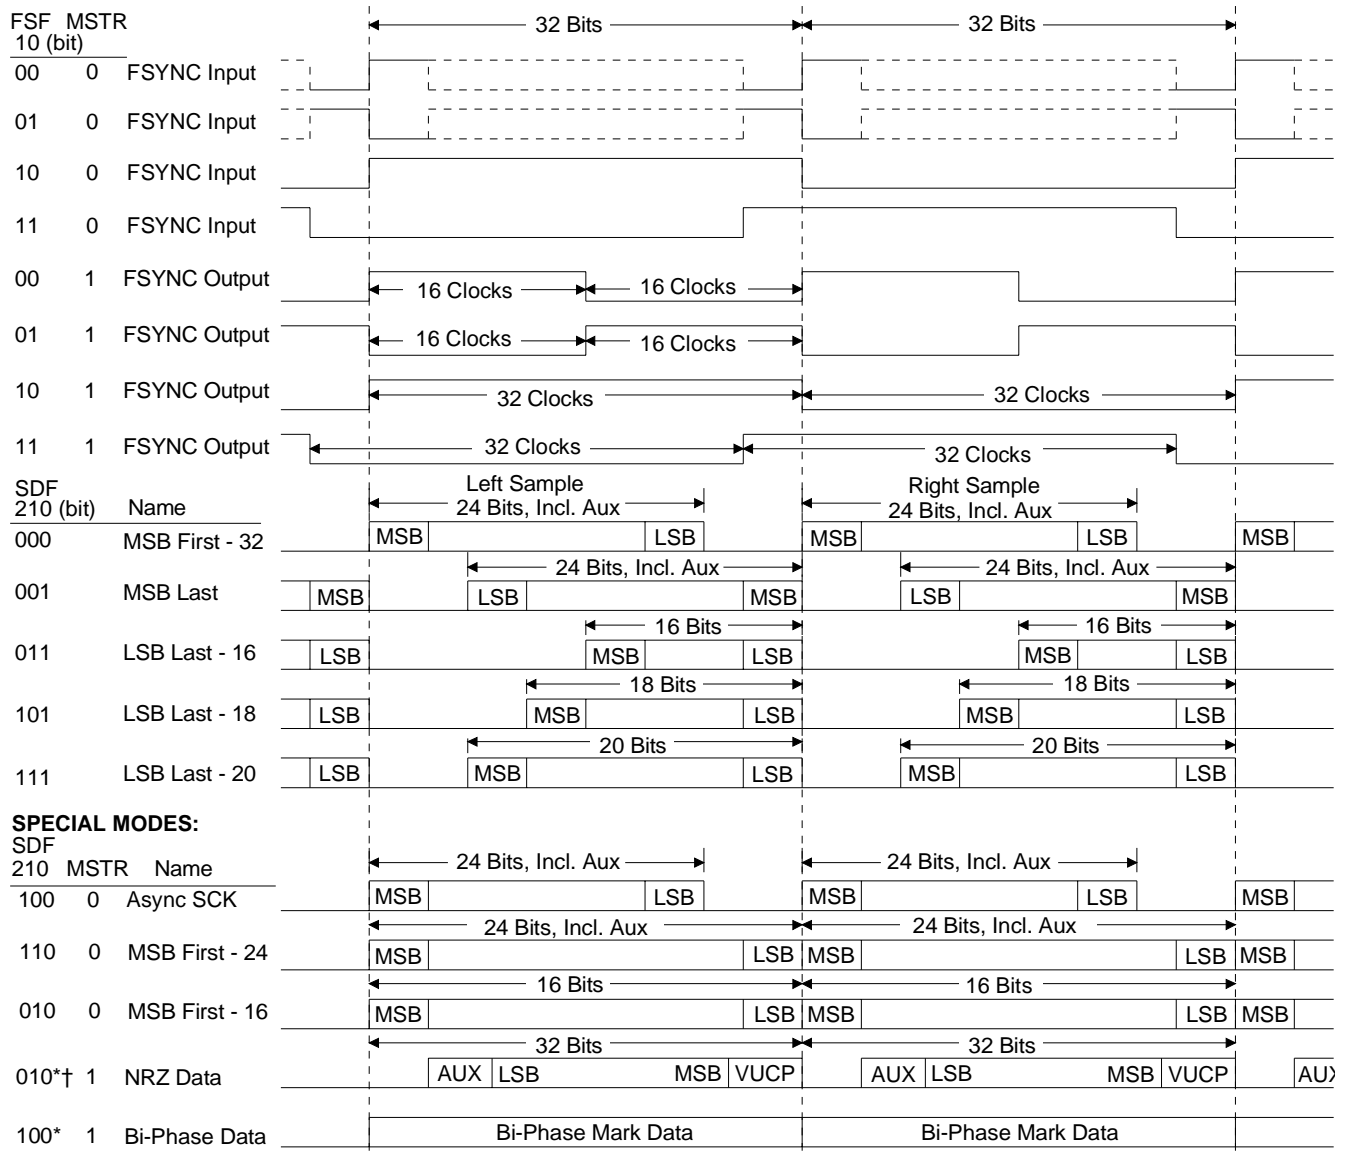 FSF MSTR 32 Bits 32 Bits
10 (bit)
00 0 FSYNC Input
01 0 FSYNC Input
10 0 FSYNC Input
11 0 FSYNC Input
00 1 FSYNC Output 16 Clocks 16 Clocks
01 1 FSYNC Output 16 Clocks 16 Clocks
10 1 FSYNC Output 32 Clocks 32 Clocks
11 1 FSYNC Output 32 Clocks 32 Clocks
SDF Left Sample Right Sample
210 (bit) Name 24 Bits, Incl. Aux 24 Bits, Incl. Aux
000 MSB First - 32 MSB LSB MSB LSB MSB
24 Bits, Incl. Aux 24 Bits, Incl. Aux
001 MSB Last MSB LSB MSB LSB MSB
16 Bits 16 Bits
011 LSB Last - 16 LSB MSB LSB MSB LSB
18 Bits 18 Bits
101 LSB Last - 18 LSB MSB LSB MSB LSB
20 Bits 20 Bits
111 LSB Last - 20 LSB MSB LSB MSB LSB
SPECIAL MODES:
SDF
210 MSTR Name 24 Bits, Incl. Aux 24 Bits, Incl. Aux
100 0 Async SCK MSB LSB MSB LSB MSB
24 Bits, Incl. Aux 24 Bits, Incl. Aux
110 0 MSB First - 24 MSB LSB MSB LSB MSB
16 Bits 16 Bits
010 0 MSB First - 16 MSB LSB MSB LSB MSB
32 Bits 32 Bits
010*† 1 NRZ Data AUX LSB MSB VUCP AUX LSB MSB VUCP AUX
100* 1 Bi-Phase Data Bi-Phase Mark Data Bi-Phase Mark Data